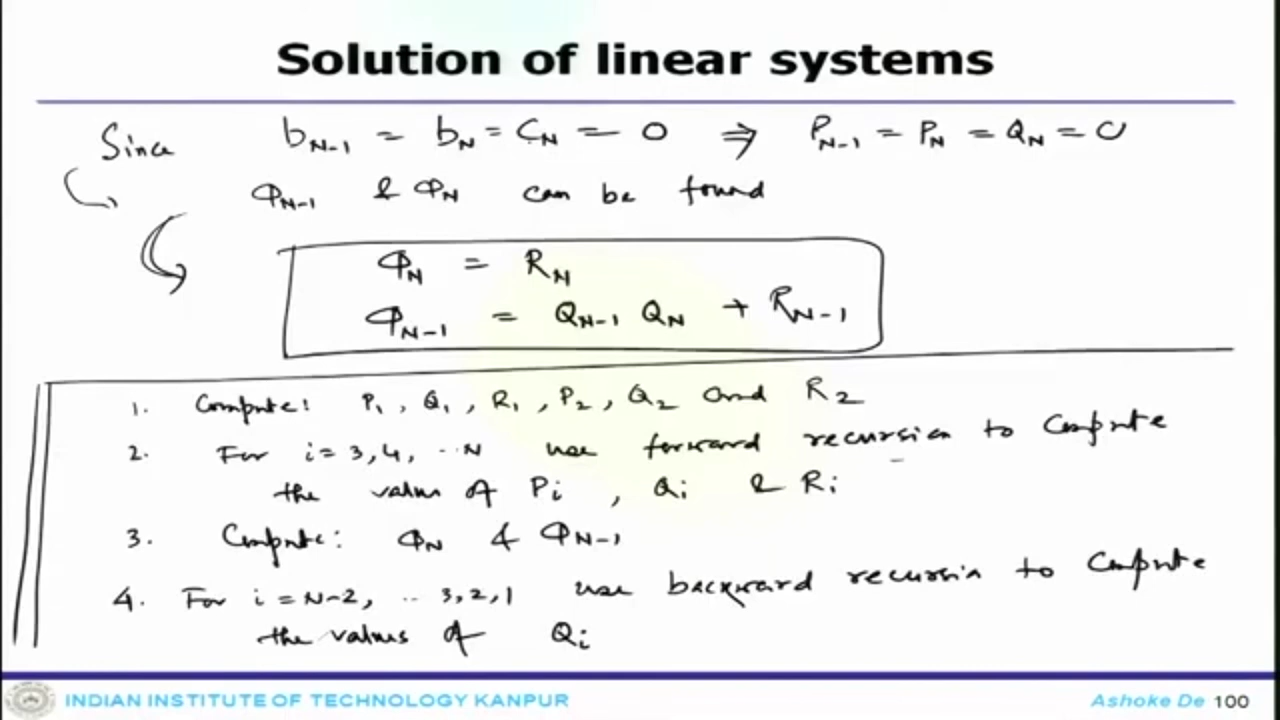 Solution of linear systems
Since b_{N-1} = b_N = C_N = 0 ⇒ P_{N-1} = P_N = Q_N = 0
Φ_{N-1} & Φ_N can be found
Φ_N = R_N
Φ_{N-1} = Q_{N-1} Q_N + R_{N-1}
1. Compute: P_1, Q_1, R_1, P_2, Q_2 and R_2
2. For i = 3, 4, ..N use forward recursion to compute
the value of P_i, Q_i & R_i
3. Compute: Φ_N & Φ_{N-1}
4. For i = N-2, .. 3, 2, 1 use backward recursion to compute
the values of Q_i
INDIAN INSTITUTE OF TECHNOLOGY KANPUR
Ashoke De 100